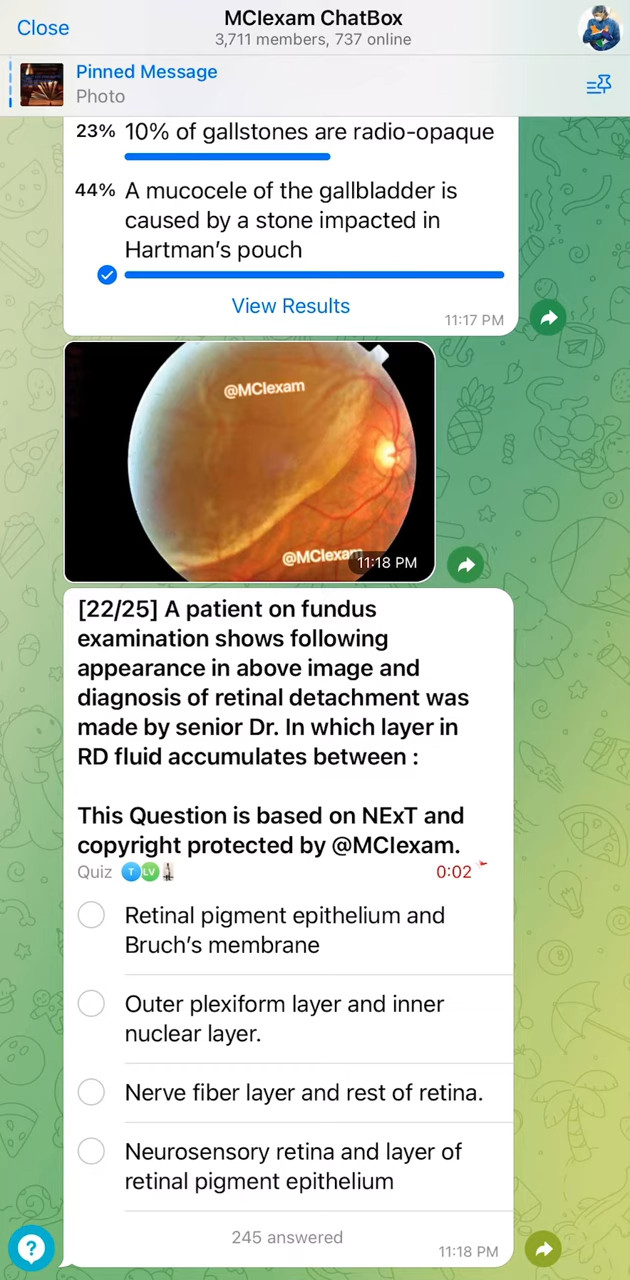 Close
MCIexam ChatBox
3,711 members, 737 online
Pinned Message
Photo
23% 10% of gallstones are radio-opaque
44% A mucocele of the gallbladder is
caused by a stone impacted in
Hartman's pouch
View Results
11:17 PM
@MCIexam
@MCIexam
11:18 PM
[22/25] A patient on fundus
examination shows following
appearance in above image and
diagnosis of retinal detachment was
made by senior Dr. In which layer in
RD fluid accumulates between :
This Question is based on NExT and
copyright protected by @MCIexam.
Quiz T LV 0:02
Retinal pigment epithelium and
Bruch's membrane
Outer plexiform layer and inner
nuclear layer.
Nerve fiber layer and rest of retina.
Neurosensory retina and layer of
retinal pigment epithelium
245 answered
11:18 PM
?